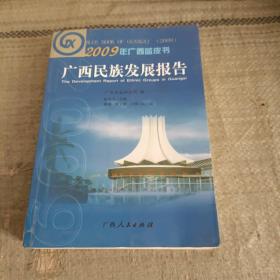 BLUE BOOK OF GUANGXI (2009)
2009年广西蓝皮书
广西民族发展报告
The Development Report of Ethnic Groups in Guangxi
广西人民出版社